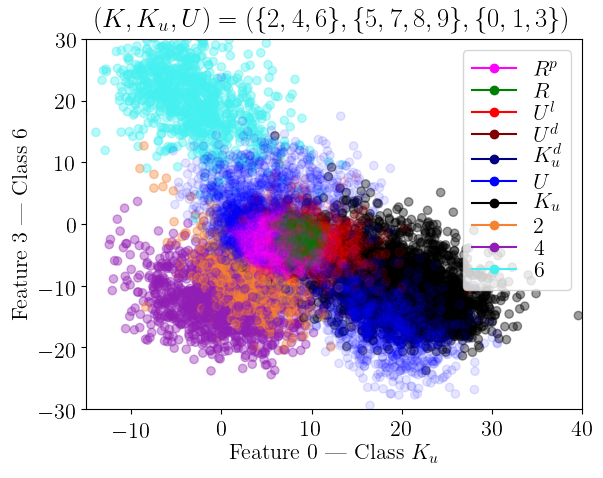 (K, K_u, U) = ({2, 4, 6}, {5, 7, 8, 9}, {0, 1, 3})
30
20
10
0
−10
−20
−30
Feature 3 — Class 6
R^p
R
U^l
U^d
K_u^d
U
K_u
2
4
6
−10
0
10
20
30
40
Feature 0 — Class K_u